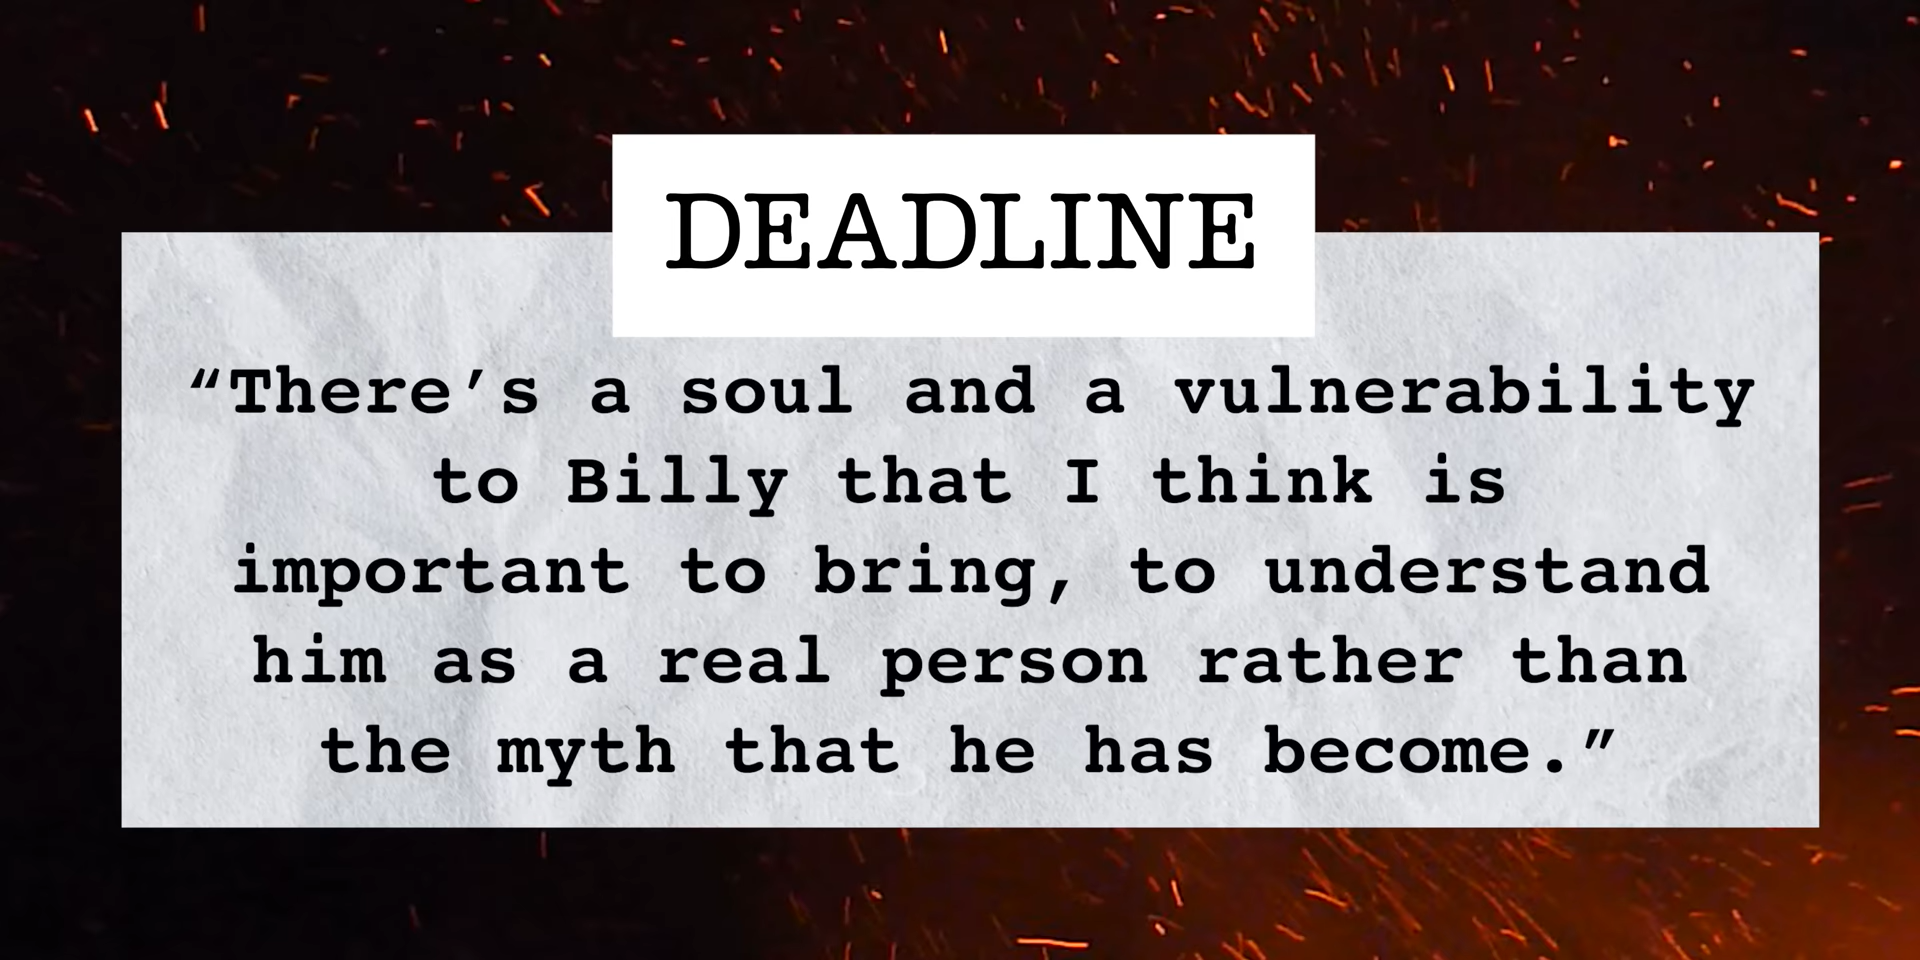 DEADLINE
“There’s a soul and a vulnerability
to Billy that I think is
important to bring, to understand
him as a real person rather than
the myth that he has become.”